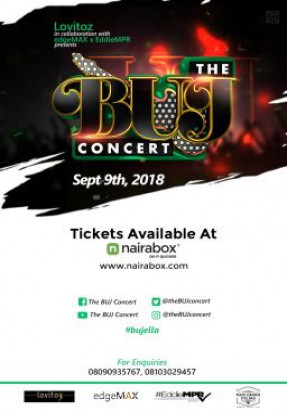 Lovitoz
in collaboration with
edgeMAX x EddieMPR
presents
THE
BUJ
CONCERT
Sept 9th, 2018
Tickets Available At
nairabox
www.nairabox.com
The BUJ Concert
@theBUJconcert
The BUJ Concert
@theBUJconcert
#bujella
For Enquiries
08090935767, 08103029457
lovitoz
edgeMAX
#EddieMPR